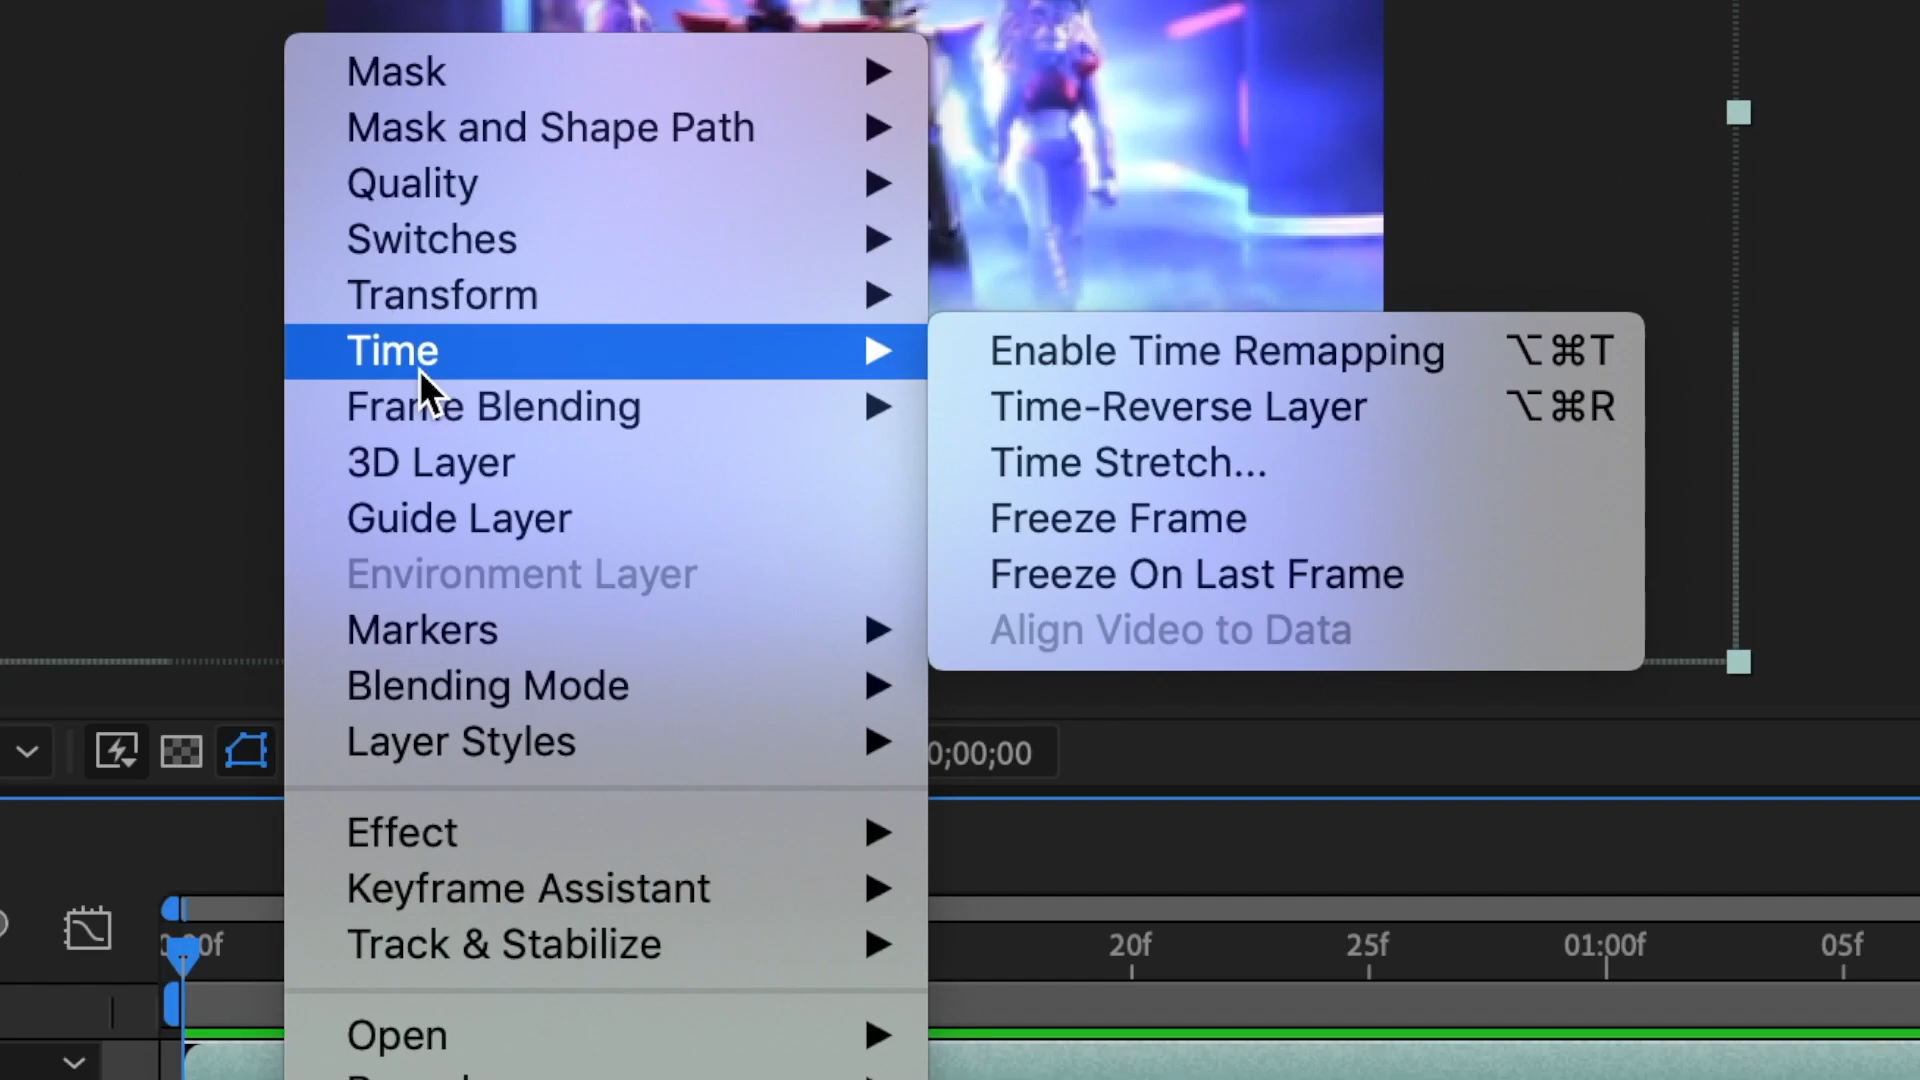 Mask
Mask and Shape Path
Quality
Switches
Transform
Time
Enable Time Remapping ⌥⌘T
Frame Blending
Time-Reverse Layer ⌥⌘R
3D Layer
Time Stretch...
Guide Layer
Freeze Frame
Environment Layer
Freeze On Last Frame
Markers
Align Video to Data
Blending Mode
Layer Styles
0;00;00
Effect
Keyframe Assistant
Track & Stabilize
20f 25f 01:00f 05f
Open